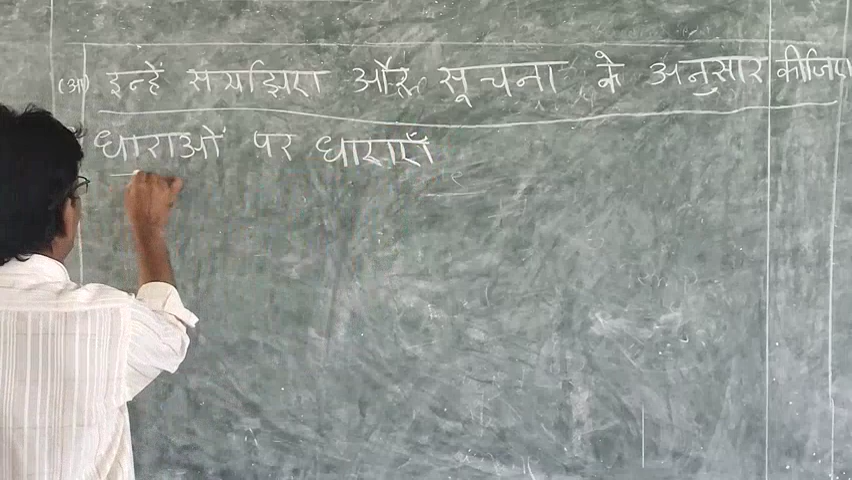 (आ) इन्हें समझिए और सूचना के अनुसार कीजिए
धाराओं पर धाराएँ